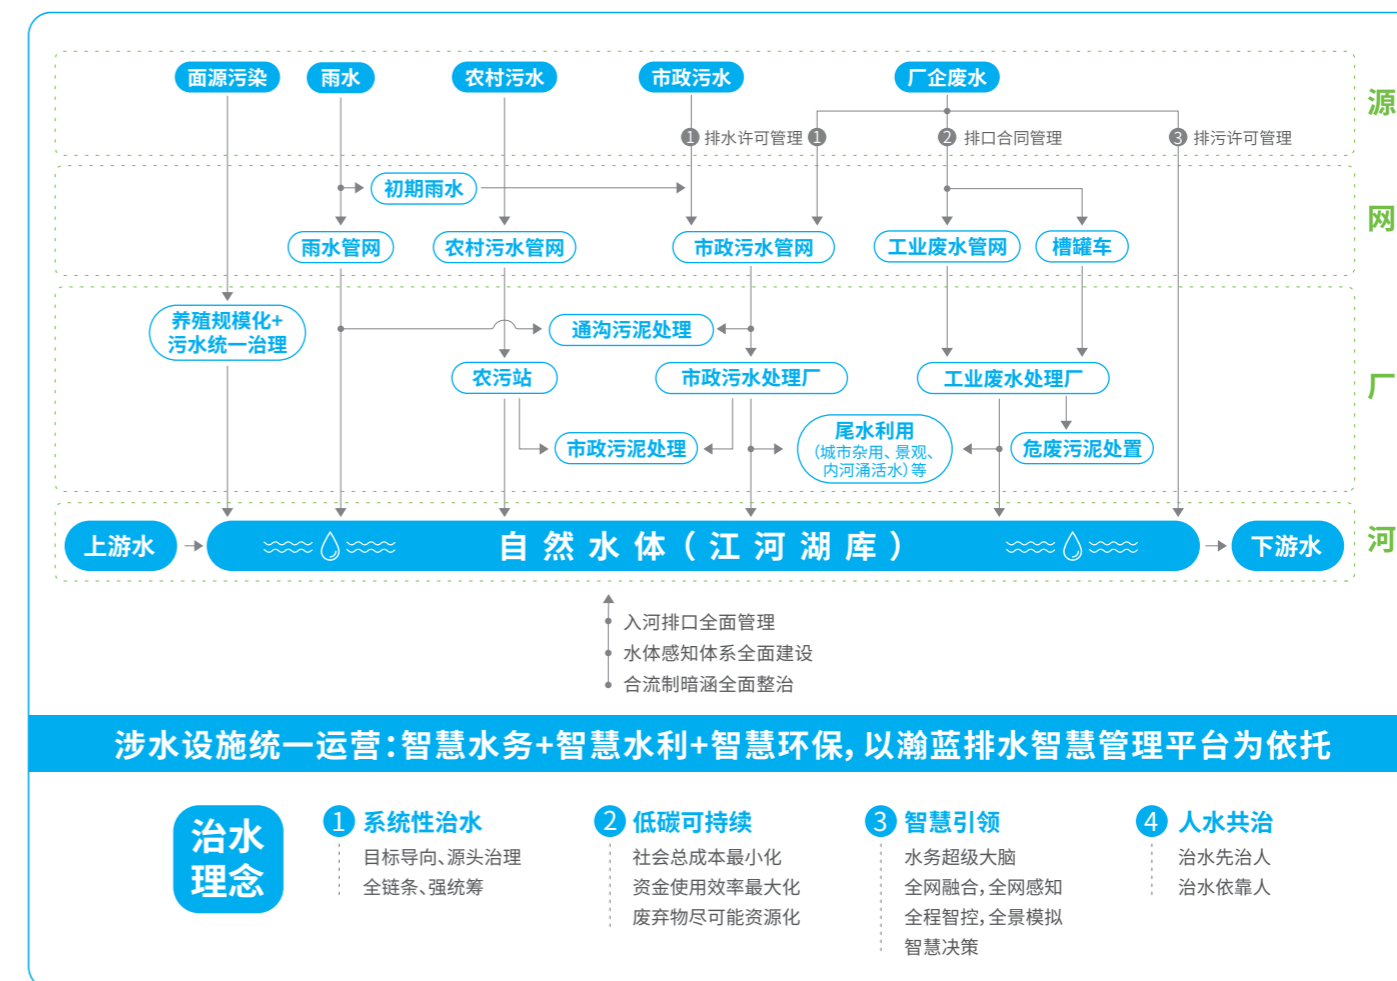 面源污染
雨水
农村污水
市政污水
厂企废水
源
1 排水许可管理 1
2 排口合同管理
3 排污许可管理
初期雨水
网
雨水管网
农村污水管网
市政污水管网
工业废水管网
槽罐车
养殖规模化+
污水统一治理
通沟污泥处理
农污站
市政污水处理厂
工业废水处理厂
厂
市政污泥处理
尾水利用
（城市杂用、景观、
内河涌活水）等
危废污泥处置
上游水
自然水体（江河湖库）
下游水
河
入河排口全面管理
水体感知体系全面建设
合流制暗涵全面整治
涉水设施统一运营：智慧水务+智慧水利+智慧环保，以瀚蓝排水智慧管理平台为依托
治水
理念
1 系统性治水
目标导向、源头治理
全链条、强统筹
2 低碳可持续
社会总成本最小化
资金使用效率最大化
废弃物尽可能资源化
3 智慧引领
水务超级大脑
全网融合，全网感知
全程智控，全景模拟
智慧决策
4 人水共治
治水先治人
治水依靠人